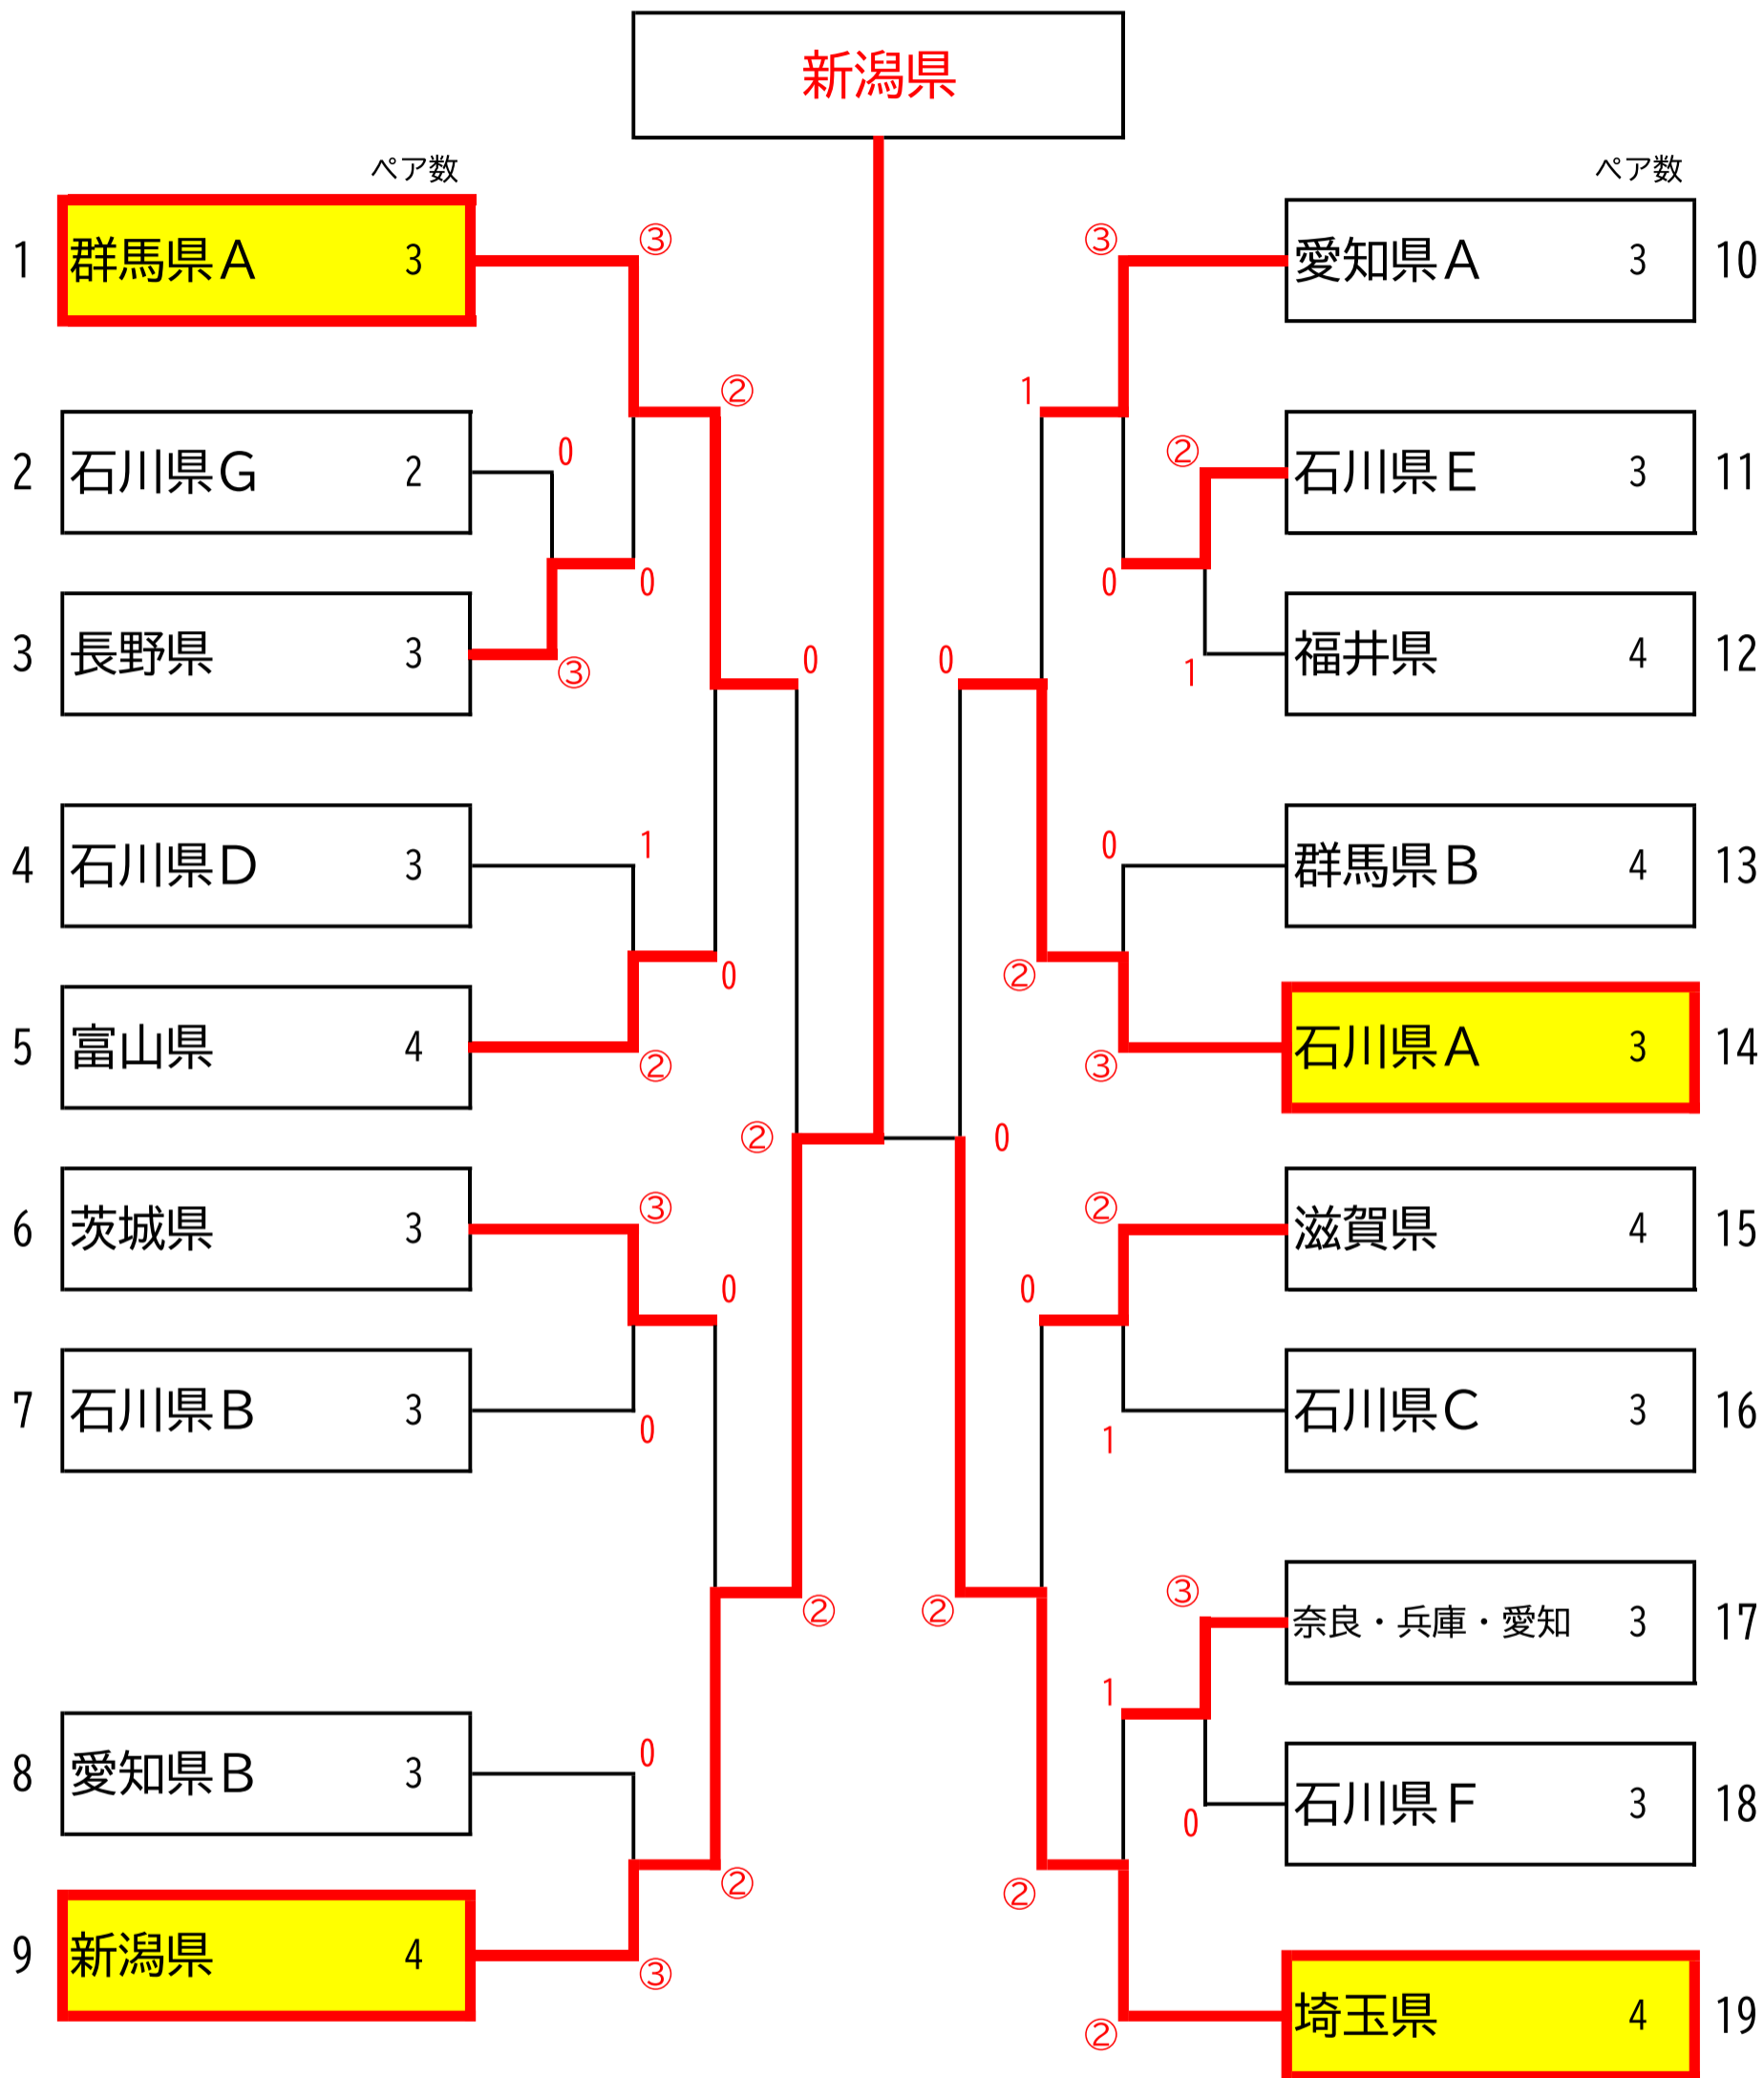 新潟県
ペア数
1 群馬県A 3
2 石川県G 2
3 長野県 3
4 石川県D 3
5 富山県 4
6 茨城県 3
7 石川県B 3
8 愛知県B 3
9 新潟県 4
③
②
0
0
③
0
1
0
②
②
③
0
0
②
0
②
③
ペア数
愛知県A 3 10
石川県E 3 11
福井県 4 12
群馬県B 4 13
石川県A 3 14
滋賀県 4 15
石川県C 3 16
奈良・兵庫・愛知 3 17
石川県F 3 18
埼玉県 4 19
③
1
②
0
0
1
0
②
③
0
②
0
1
③
②
1
0
②
②